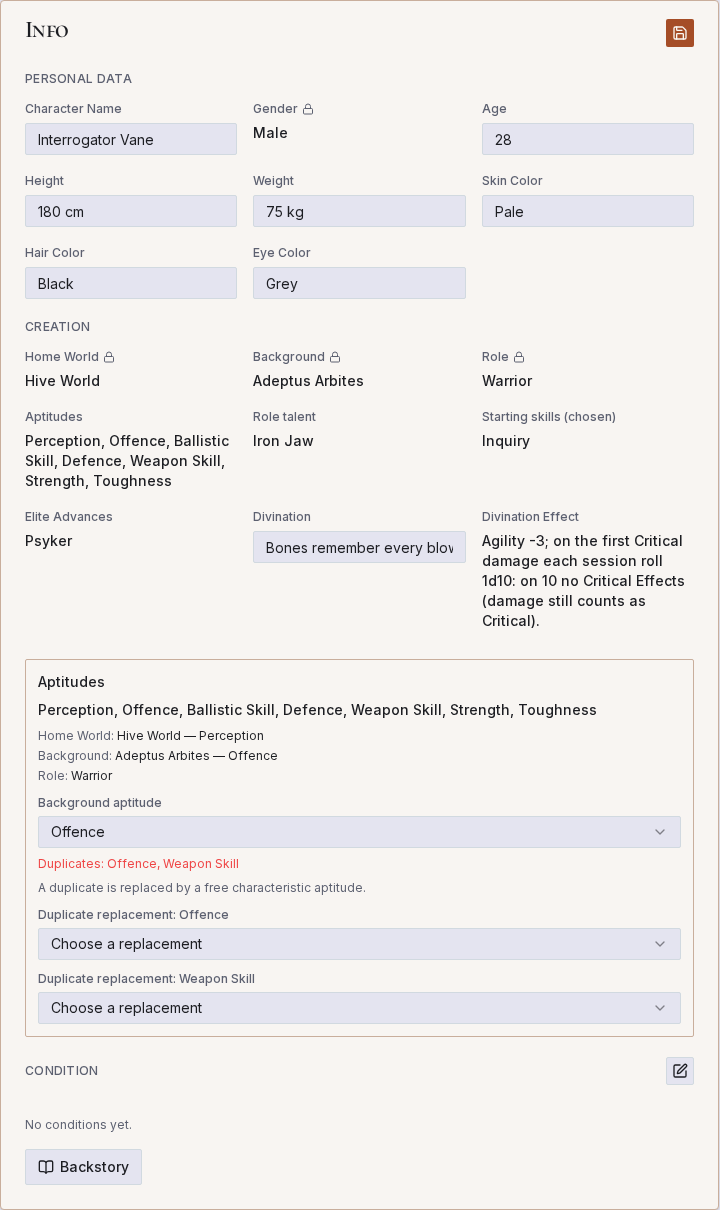 Info
PERSONAL DATA
Character Name
Gender
Age
Interrogator Vane
Male
28
Height
Weight
Skin Color
180 cm
75 kg
Pale
Hair Color
Eye Color
Black
Grey
CREATION
Home World
Background
Role
Hive World
Adeptus Arbites
Warrior
Aptitudes
Role talent
Starting skills (chosen)
Perception, Offence, Ballistic
Skill, Defence, Weapon Skill,
Strength, Toughness
Iron Jaw
Inquiry
Elite Advances
Divination
Divination Effect
Psyker
Bones remember every blow
Agility -3; on the first Critical
damage each session roll
1d10: on 10 no Critical Effects
(damage still counts as
Critical).
Aptitudes
Perception, Offence, Ballistic Skill, Defence, Weapon Skill, Strength, Toughness
Home World: Hive World — Perception
Background: Adeptus Arbites — Offence
Role: Warrior
Background aptitude
Offence
Duplicates: Offence, Weapon Skill
A duplicate is replaced by a free characteristic aptitude.
Duplicate replacement: Offence
Choose a replacement
Duplicate replacement: Weapon Skill
Choose a replacement
CONDITION
No conditions yet.
Backstory